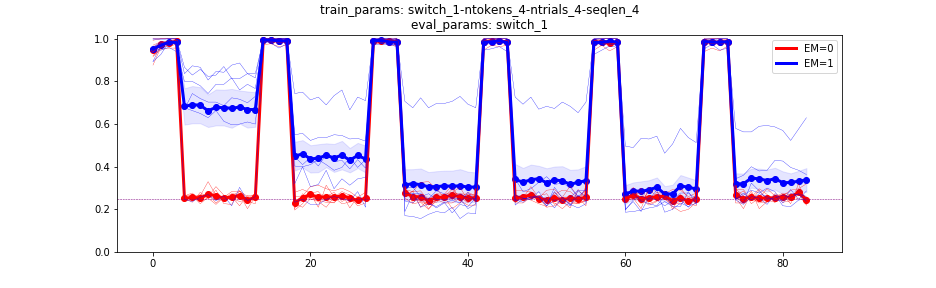 train_params: switch_1-ntokens_4-ntrials_4-seqlen_4
eval_params: switch_1
1.0
0.8
0.6
0.4
0.2
0.0
0 20 40 60 80
EM=0
EM=1